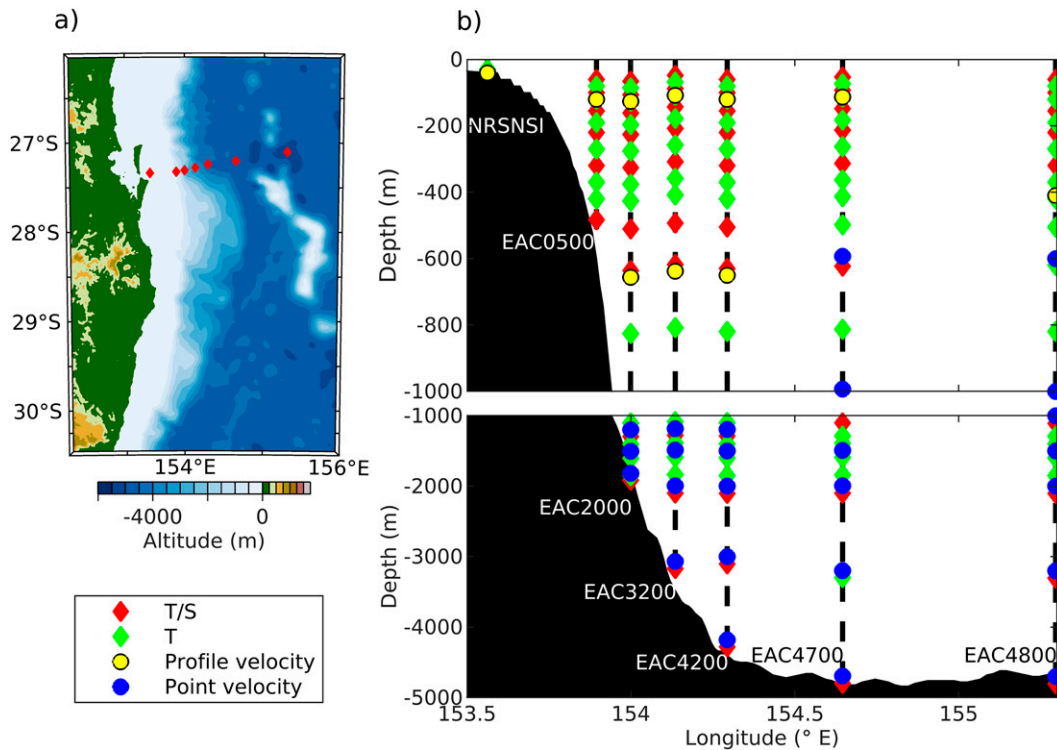 a)
27°S
28°S
29°S
30°S
154°E
156°E
-4000
0
Altitude (m)
T/S
T
Profile velocity
Point velocity
b)
0
-200
-400
-600
-800
-1000
Depth (m)
NRSNSI
EAC0500
-1000
-2000
-3000
-4000
-5000
Depth (m)
EAC2000
EAC3200
EAC4200
EAC4700
EAC4800
153.5
154
154.5
155
Longitude (° E)